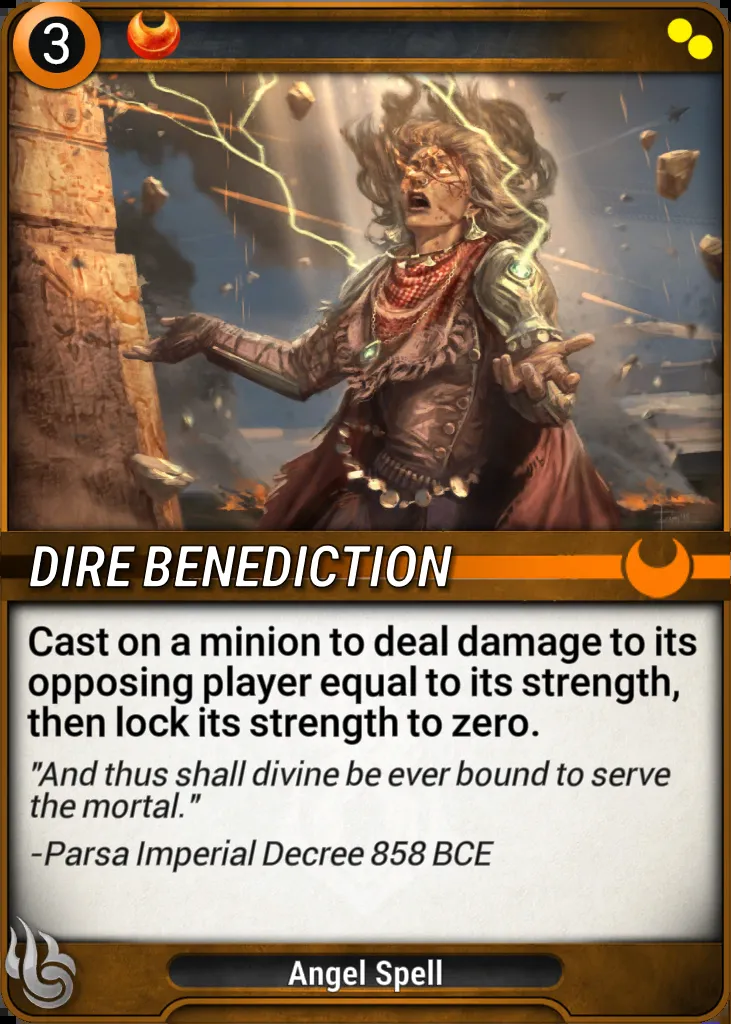 3
DIRE BENEDICTION
Cast on a minion to deal damage to its
opposing player equal to its strength,
then lock its strength to zero.
"And thus shall divine be ever bound to serve
the mortal."
-Parsa Imperial Decree 858 BCE
Angel Spell